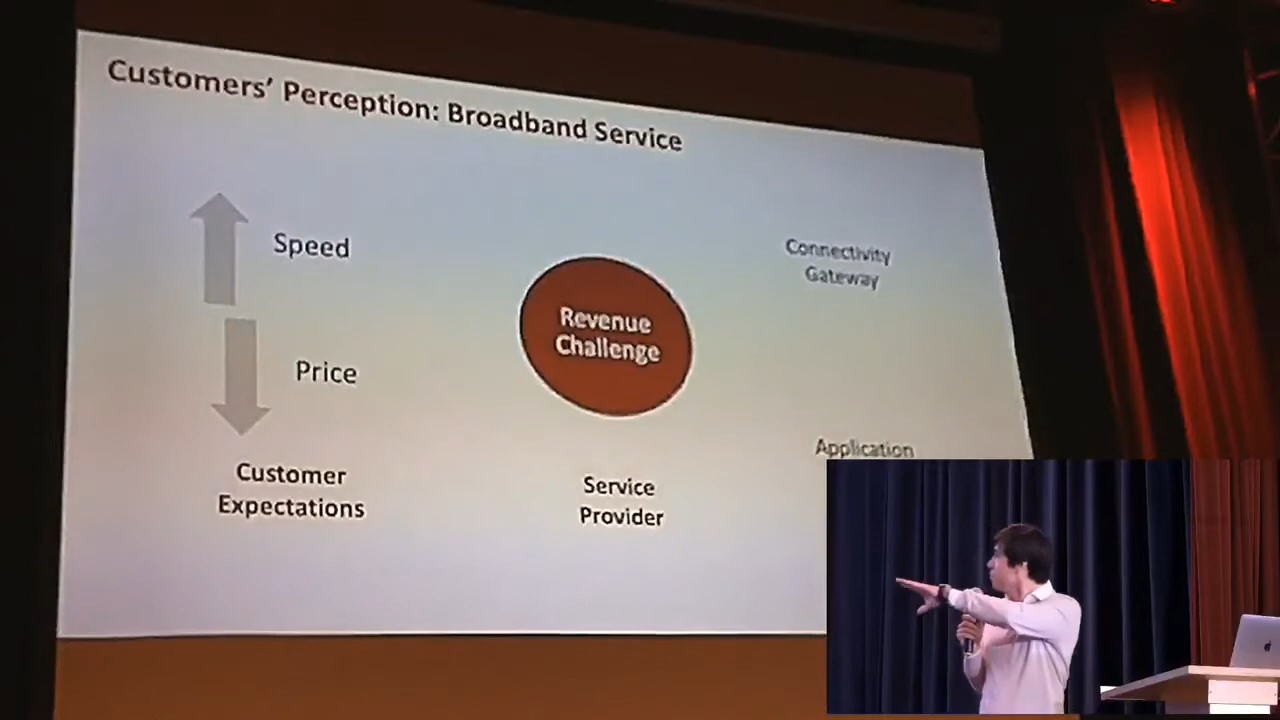 Customers' Perception: Broadband Service
Speed
Price
Customer
Expectations
Revenue
Challenge
Service
Provider
Connectivity
Gateway
Application